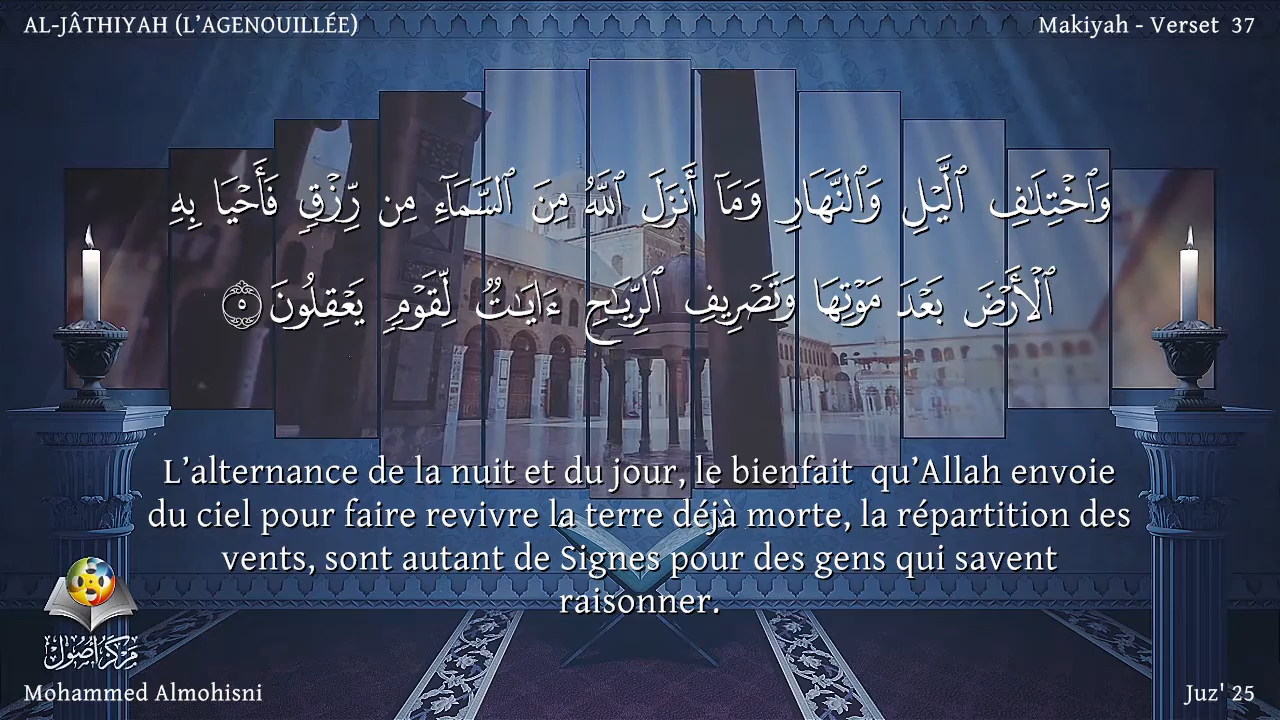 AL-JÂTHIYAH (L’AGENOUILLÉE)
Makiyah - Verset 37
وَٱخْتِلَٰفِ ٱلَّيْلِ وَٱلنَّهَارِ وَمَآ أَنزَلَ ٱللَّهُ مِنَ ٱلسَّمَآءِ مِن رِّزْقٍ فَأَحْيَا بِهِ
ٱلْأَرْضَ بَعْدَ مَوْتِهَا وَتَصْرِيفِ ٱلرِّيَٰحِ ءَايَٰتٌ لِّقَوْمٍ يَعْقِلُونَ ٥
L’alternance de la nuit et du jour, le bienfait qu’Allah envoie
du ciel pour faire revivre la terre déjà morte, la répartition des
vents, sont autant de Signes pour des gens qui savent
raisonner.
مركز أصول
Mohammed Almohisni
Juz' 25